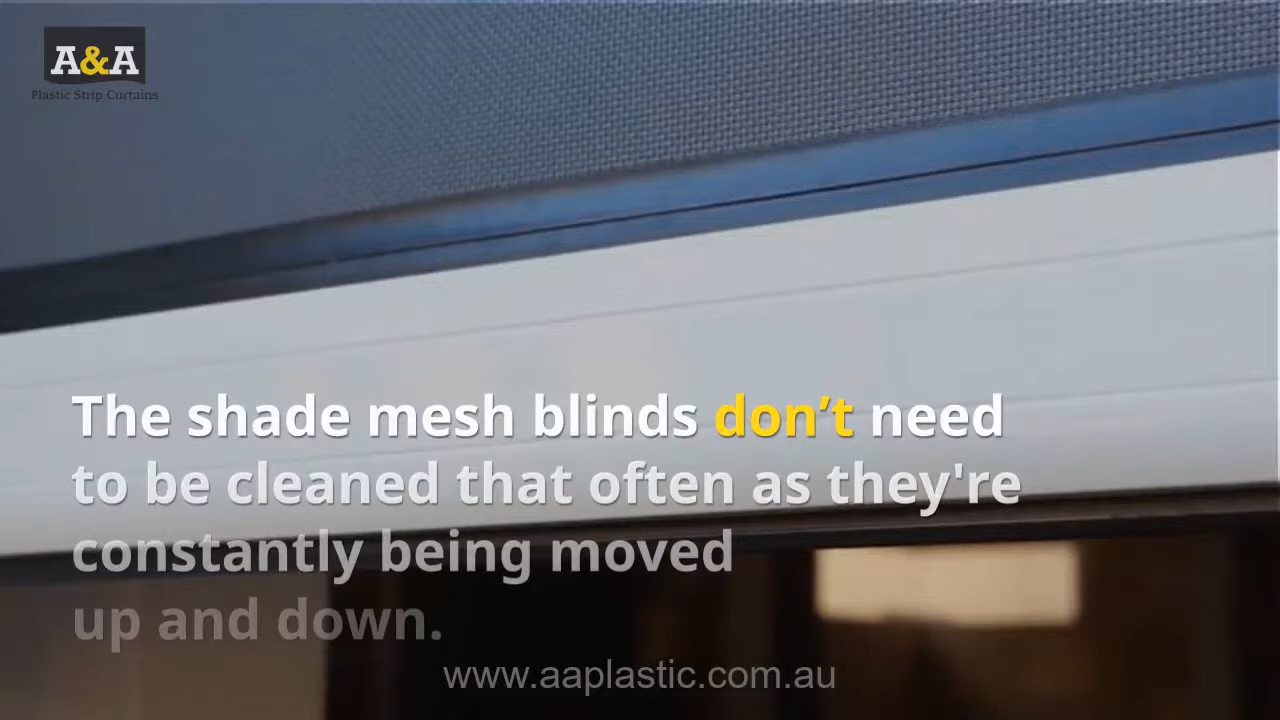 A&A
Plastic Strip Curtains
The shade mesh blinds don’t need
to be cleaned that often as they're
constantly being moved
up and down.
www.aaplastic.com.au